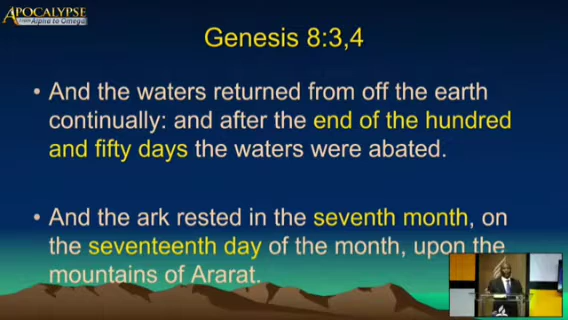 APOCALYPSE
from Alpha to Omega
Genesis 8:3,4
• And the waters returned from off the earth
continually: and after the end of the hundred
and fifty days the waters were abated.
• And the ark rested in the seventh month, on
the seventeenth day of the month, upon the
mountains of Ararat.